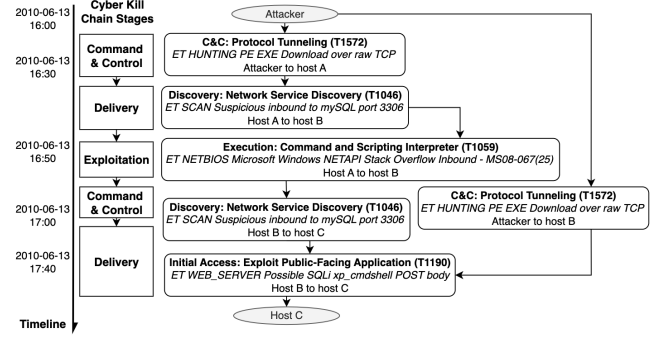 Cyber Kill
Chain Stages
2010-06-13
16:00
Attacker
Command
& Control
C&C: Protocol Tunneling (T1572)
ET HUNTING PE EXE Download over raw TCP
Attacker to host A
2010-06-13
16:30
Delivery
Discovery: Network Service Discovery (T1046)
ET SCAN Suspicious inbound to mySQL port 3306
Host A to host B
2010-06-13
16:50
Exploitation
Execution: Command and Scripting Interpreter (T1059)
ET NETBIOS Microsoft Windows NETAPI Stack Overflow Inbound - MS08-067(25)
Host A to host B
Command
& Control
C&C: Protocol Tunneling (T1572)
ET HUNTING PE EXE Download over raw TCP
Attacker to host B
2010-06-13
17:00
Discovery: Network Service Discovery (T1046)
ET SCAN Suspicious inbound to mySQL port 3306
Host B to host C
2010-06-13
17:40
Delivery
Initial Access: Exploit Public-Facing Application (T1190)
ET WEB_SERVER Possible SQLi xp_cmdshell POST body
Host B to host C
Host C
Timeline